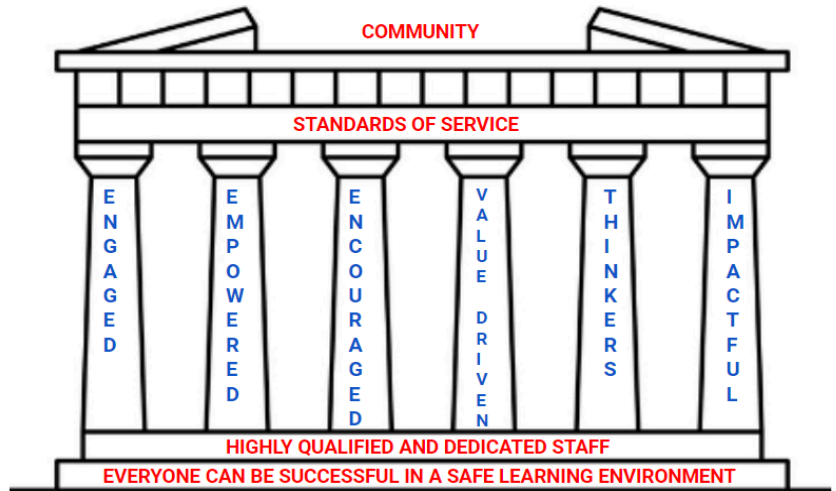 COMMUNITY
STANDARDS OF SERVICE
ENGAGED
EMPOWERED
ENCOURAGED
VALUE DRIVEN
THINKERS
IMPACTFUL
HIGHLY QUALIFIED AND DEDICATED STAFF
EVERYONE CAN BE SUCCESSFUL IN A SAFE LEARNING ENVIRONMENT